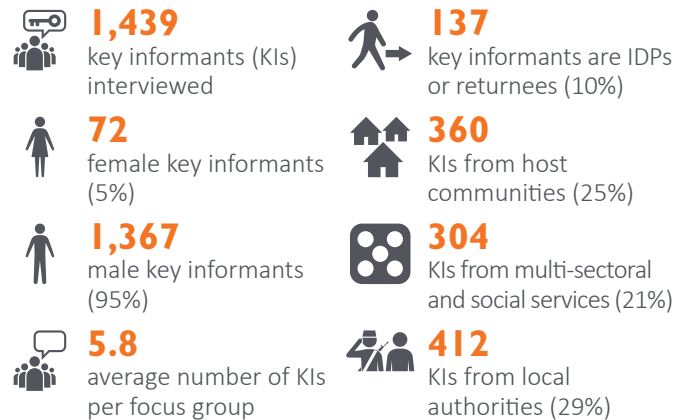 1,439
key informants (KIs)
interviewed
72
female key informants
(5%)
1,367
male key informants
(95%)
5.8
average number of KIs
per focus group
137
key informants are IDPs
or returnees (10%)
360
KIs from host
communities (25%)
304
KIs from multi-sectoral
and social services (21%)
412
KIs from local
authorities (29%)